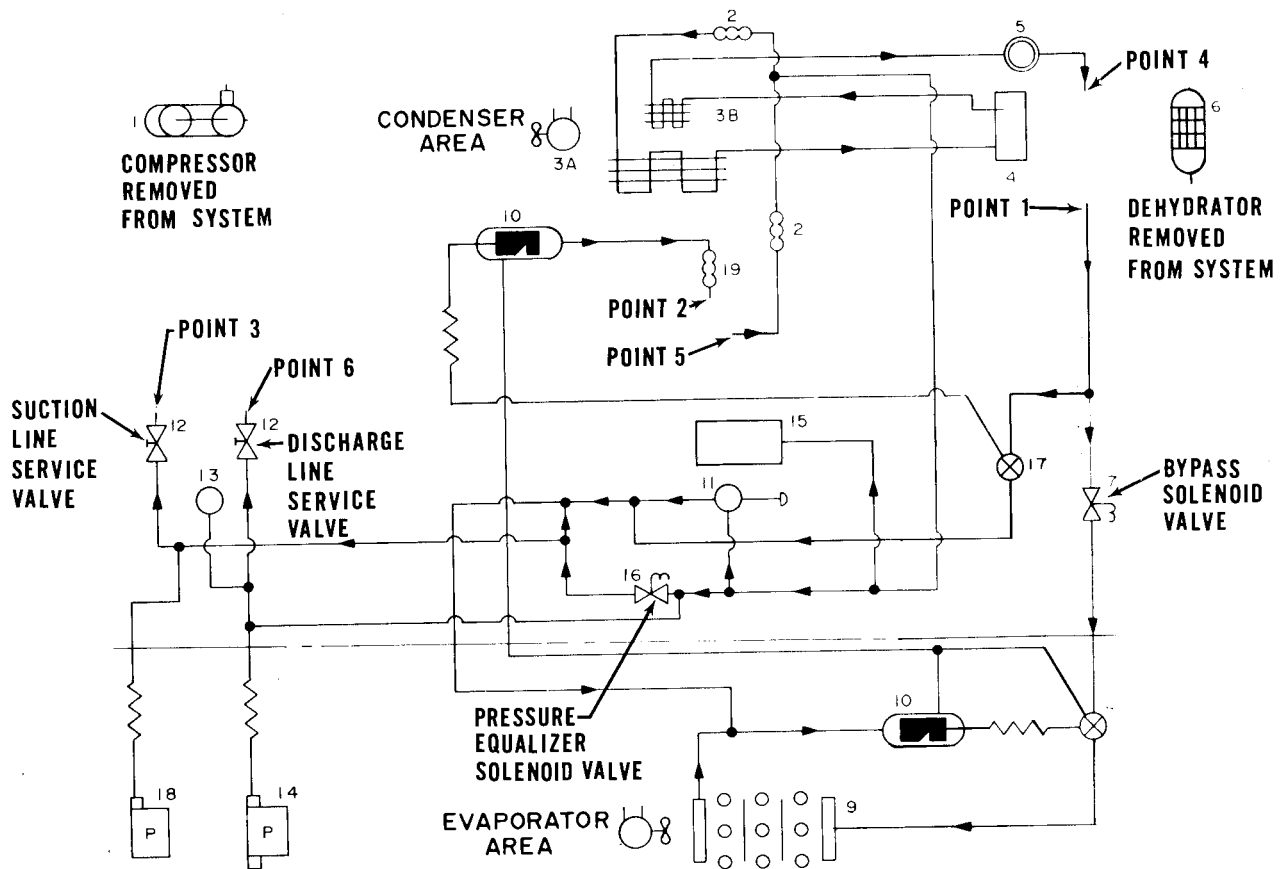 2
5
POINT 4
1
COMPRESSOR
REMOVED
FROM SYSTEM
CONDENSER
AREA
3A
3B
4
6
POINT 1
DEHYDRATOR
REMOVED
FROM SYSTEM
10
2
19
POINT 2
POINT 5
POINT 3
POINT 6
SUCTION
LINE
SERVICE
VALVE
12
12
DISCHARGE
LINE
SERVICE
VALVE
13
15
11
17
7
BYPASS
SOLENOID
VALVE
16
PRESSURE
EQUALIZER
SOLENOID VALVE
10
18
P
14
P
EVAPORATOR
AREA
9